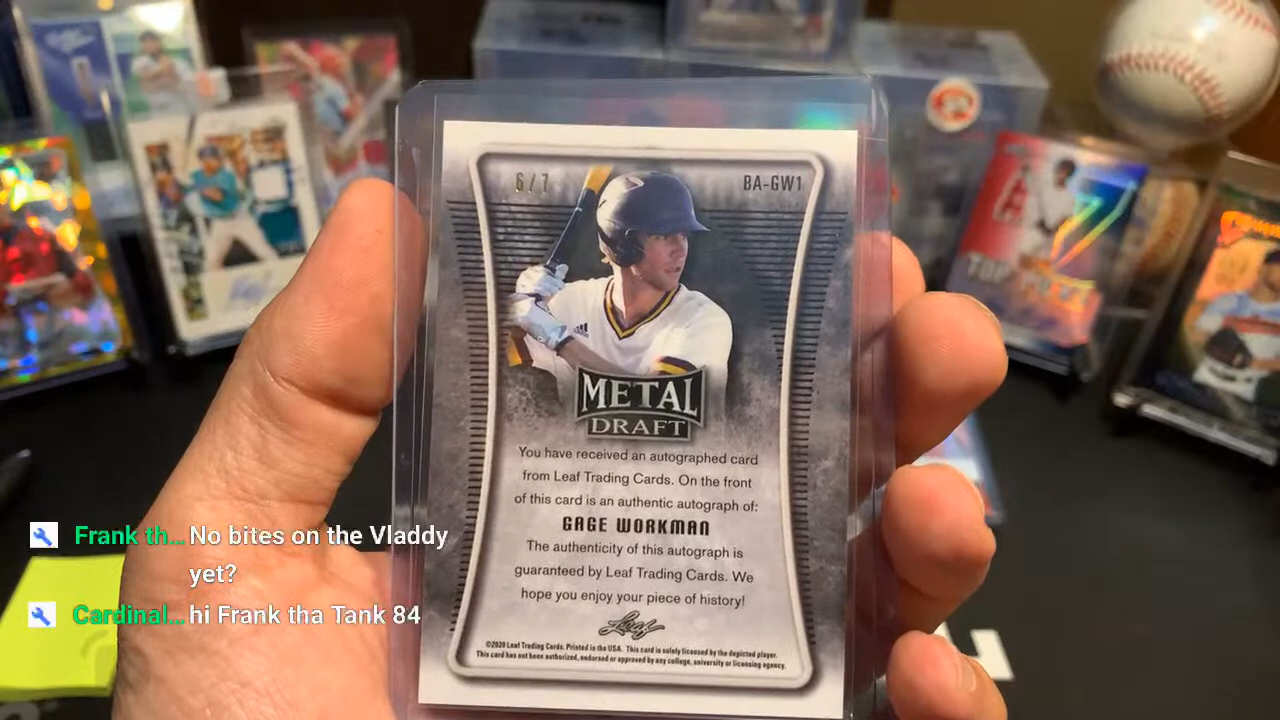 6/7
BA-GW1
METAL
DRAFT
You have received an autographed card
from Leaf Trading Cards. On the front
of this card is an authentic autograph of:
GAGE WORKMAN
The authenticity of this autograph is
guaranteed by Leaf Trading Cards. We
hope you enjoy your piece of history!
Leaf
©2020 Leaf Trading Cards. Printed in the USA. This card is solely licensed by the depicted player.
This card has not been authorized, endorsed or approved by any college, university or licensing agency.
Frank th... No bites on the Vladdy
yet?
Cardinal... hi Frank tha Tank 84